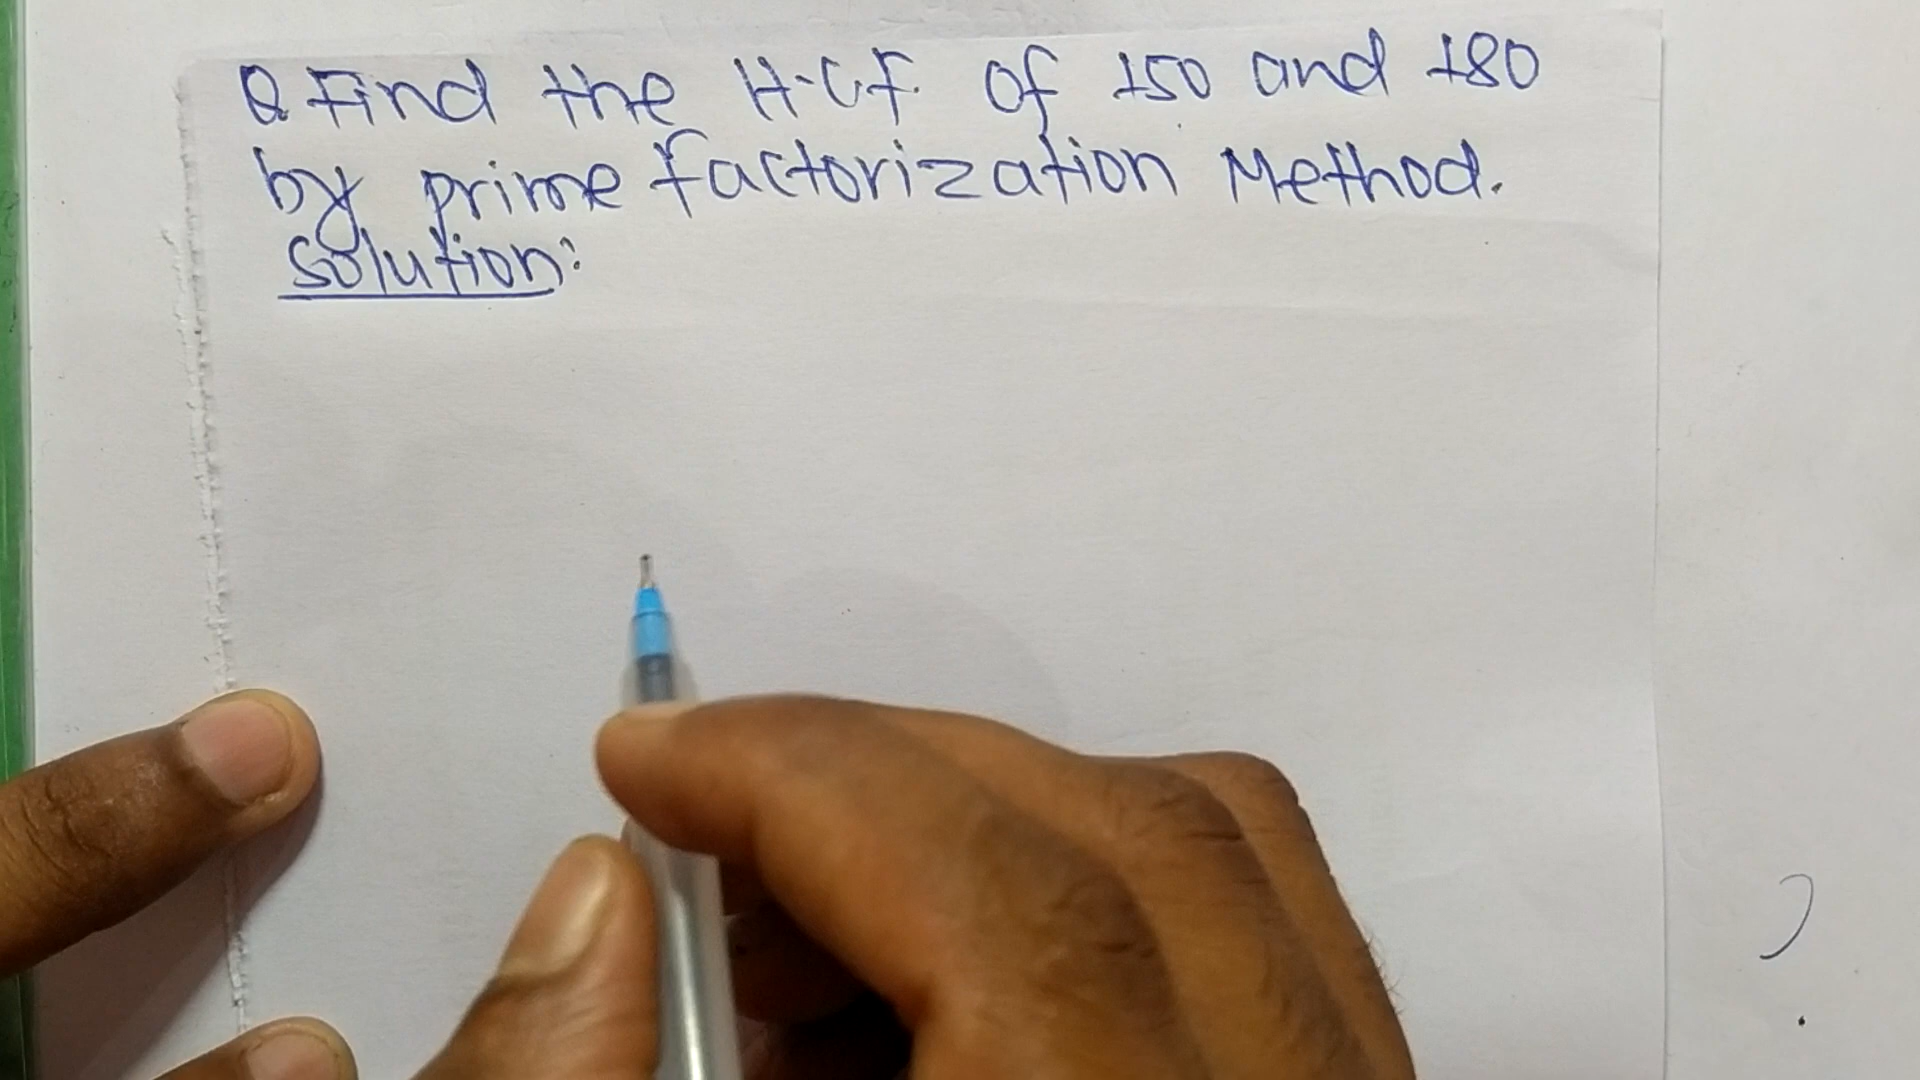 Q Find the H.C.F. of 150 and 180
by prime factorization Method.
Solution: